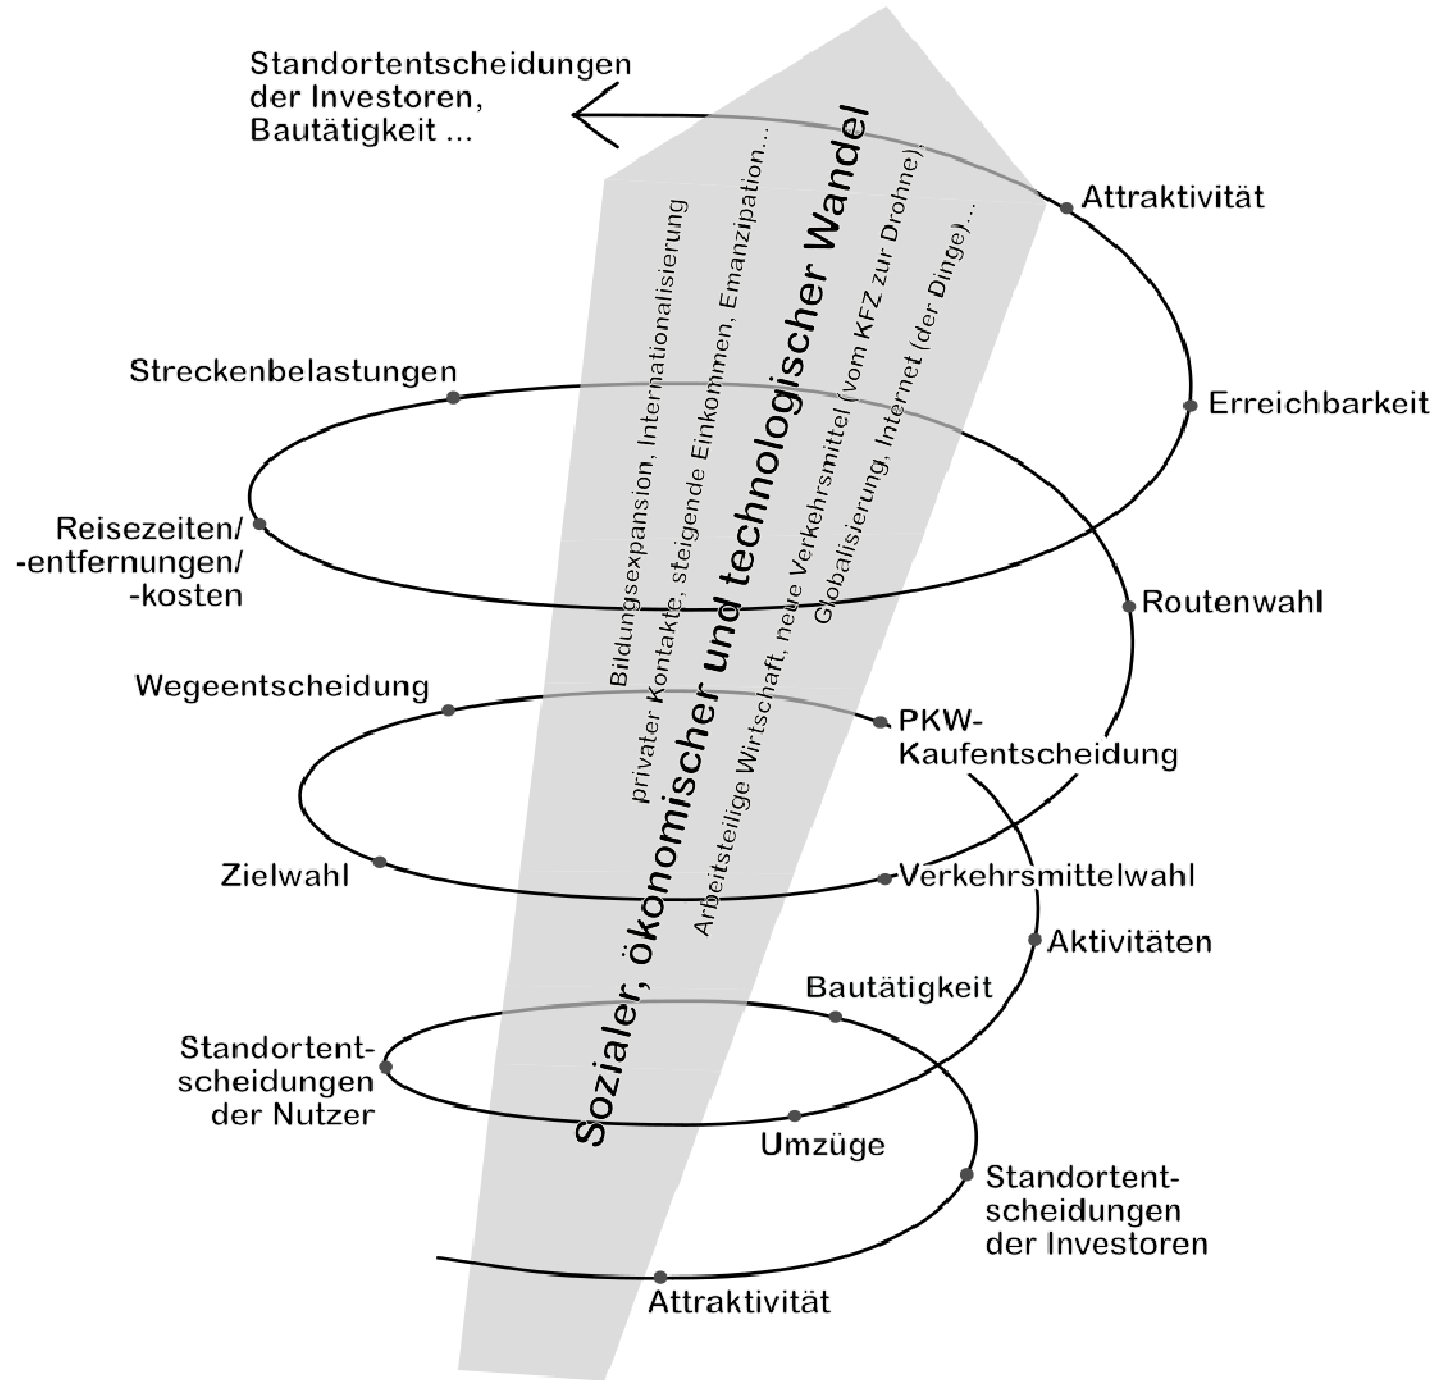 Standortentscheidungen
der Investoren,
Bautätigkeit ...
Attraktivität
Streckenbelastungen
Erreichbarkeit
Reisezeiten/
-entfernungen/
-kosten
Routenwahl
Wegeentscheidung
PKW-
Kaufentscheidung
Zielwahl
Verkehrsmittelwahl
Aktivitäten
Bautätigkeit
Standortent-
scheidungen
der Nutzer
Umzüge
Standortent-
scheidungen
der Investoren
Attraktivität
Bildungsexpansion, Internationalisierung
privater Kontakte, steigende Einkommen, Emanzipation...
Sozialer, ökonomischer und technologischer Wandel
Arbeitsteilige Wirtschaft, neue Verkehrsmittel (vom KFZ zur Drohne),
Globalisierung, Internet (der Dinge)...